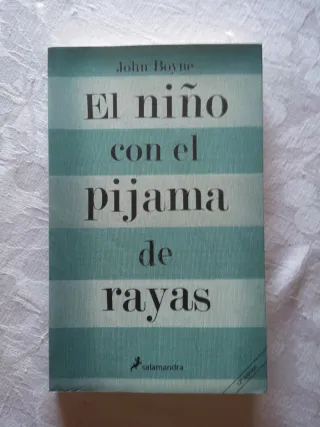 John Boyne
El niño
con el
pijama
de
rayas
salamandra